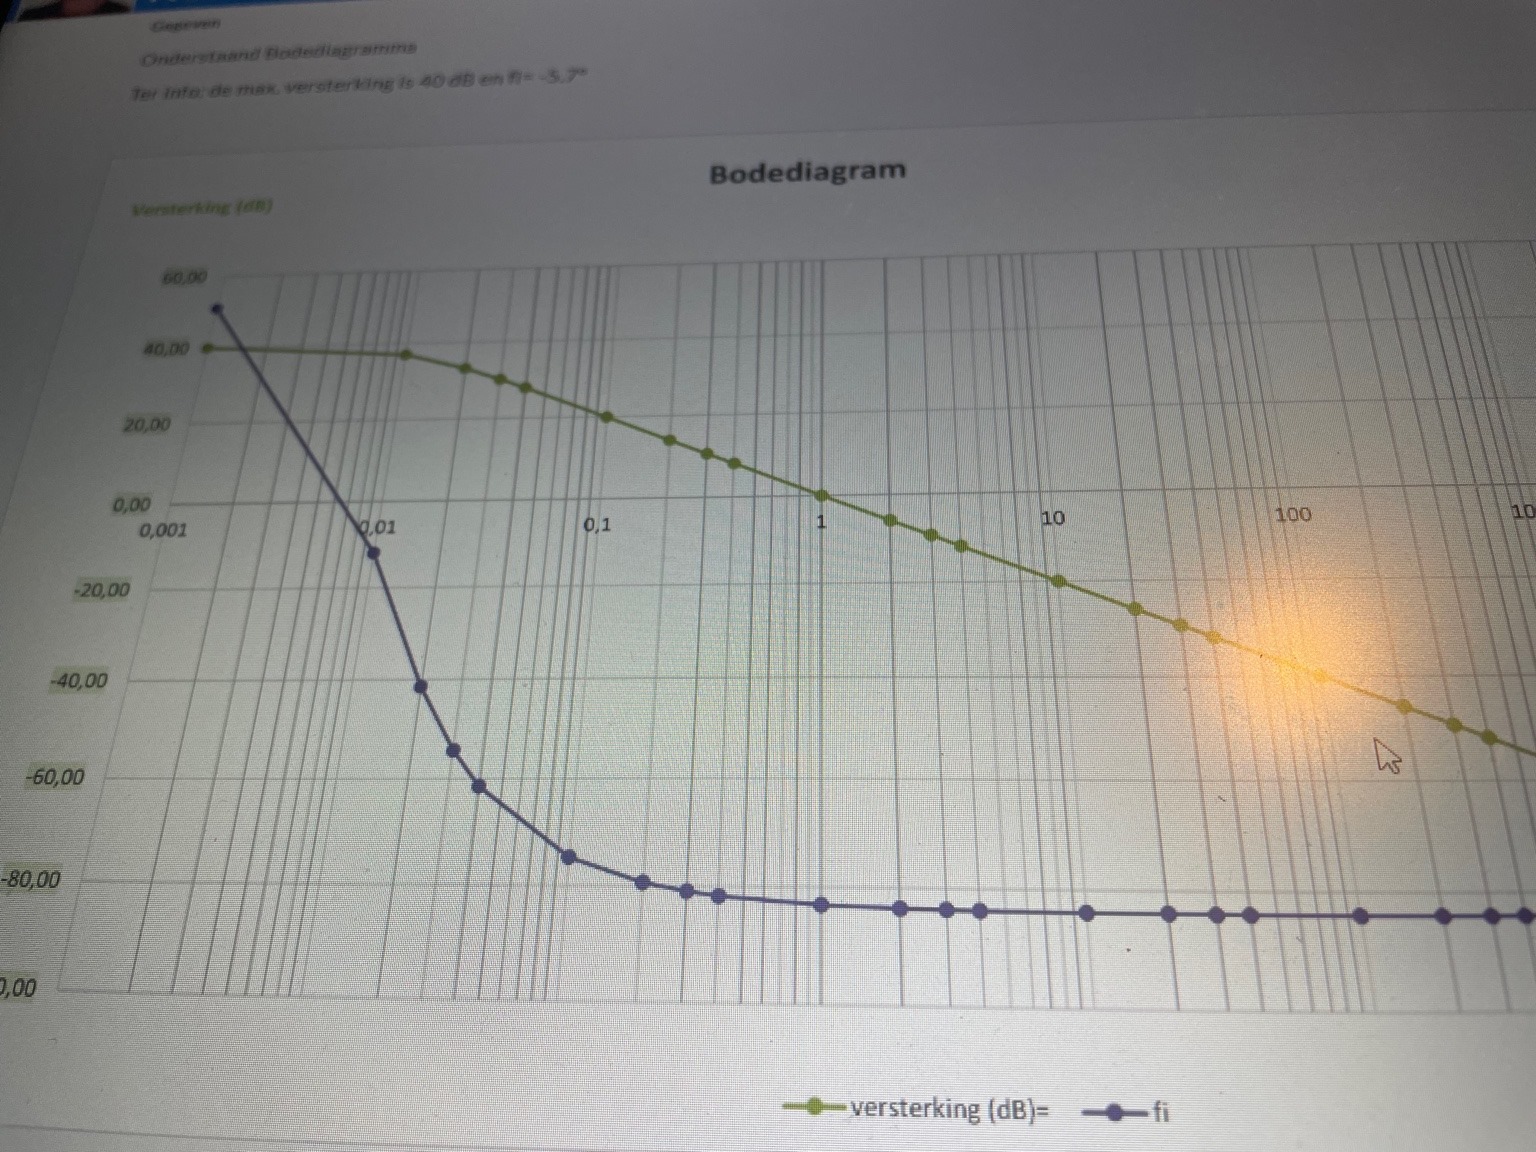 Gegeven
Onderstaand Bodediagramma
Ter info: de max. versterking is 40 dB en fi= -5.7°
Bodediagram
Versterking (dB)
60,00
40,00
20,00
0,00
0,001
0,01
0,1
1
10
100
10
-20,00
-40,00
-60,00
-80,00
0,00
versterking (dB)=
fi